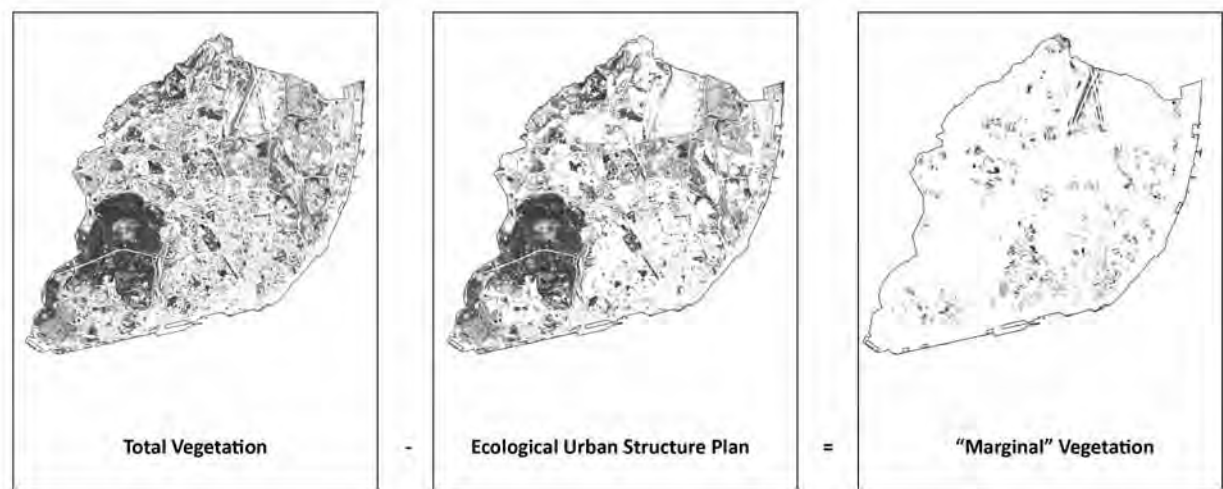 Total Vegetation - Ecological Urban Structure Plan = “Marginal” Vegetation